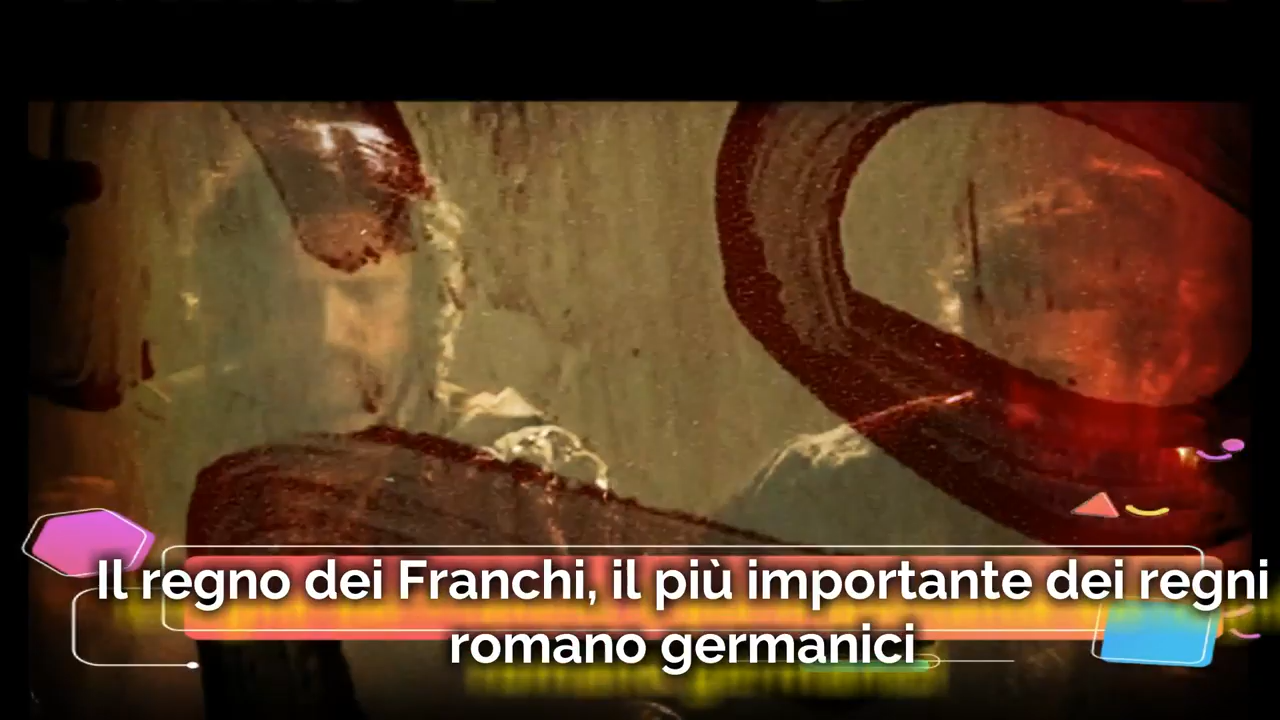 Il regno dei Franchi, il più importante dei regni
romano germanici